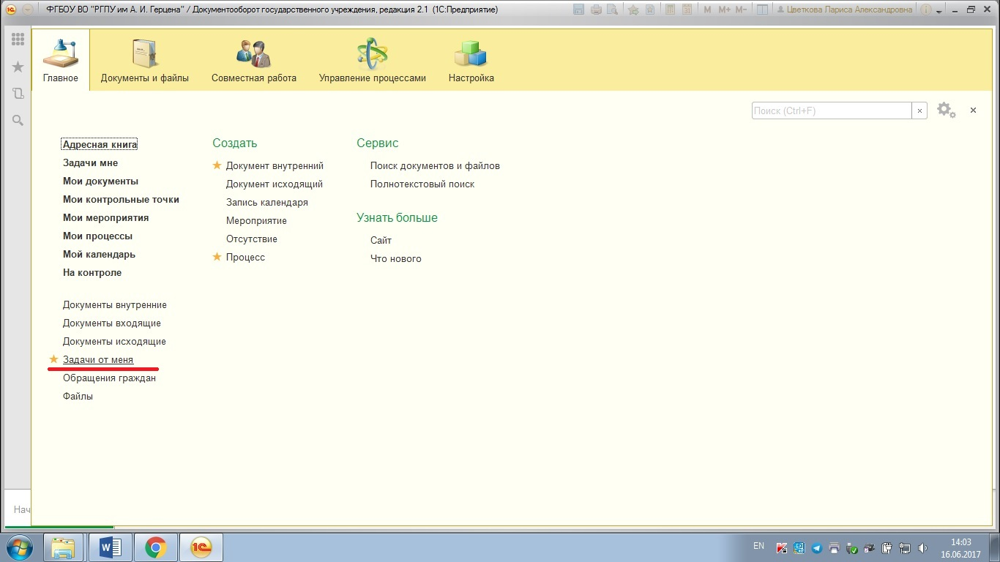 ФГБОУ ВО "РГПУ им А. И. Герцена" / Документооборот государственного учреждения, редакция 2.1 (1С:Предприятие)
M M+ M- Цветкова Лариса Александровна
Главное Документы и файлы Совместная работа Управление процессами Настройка
Поиск (Ctrl+F)
Адресная книга
Задачи мне
Мои документы
Мои контрольные точки
Мои мероприятия
Мои процессы
Мой календарь
На контроле
Документы внутренние
Документы входящие
Документы исходящие
Задачи от меня
Обращения граждан
Файлы
Создать
Документ внутренний
Документ исходящий
Запись календаря
Мероприятие
Отсутствие
Процесс
Сервис
Поиск документов и файлов
Полнотекстовый поиск
Узнать больше
Сайт
Что нового
Нач
EN
14:03
16.06.2017